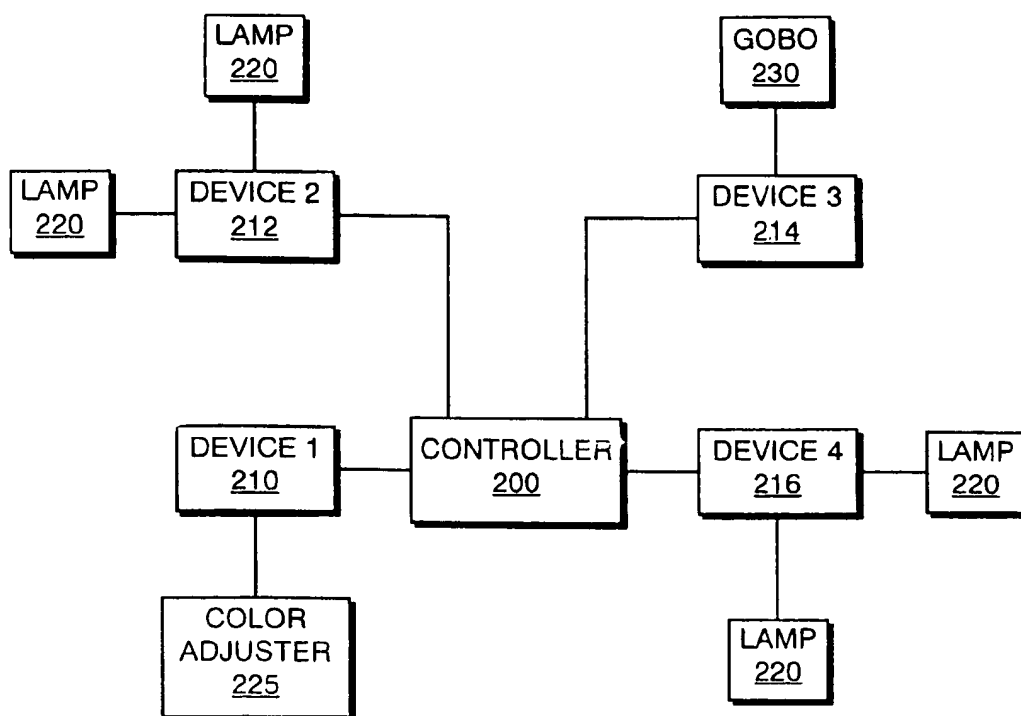 LAMP
220
GOBO
230
LAMP
220
DEVICE 2
212
DEVICE 3
214
DEVICE 1
210
CONTROLLER
200
DEVICE 4
216
LAMP
220
COLOR
ADJUSTER
225
LAMP
220